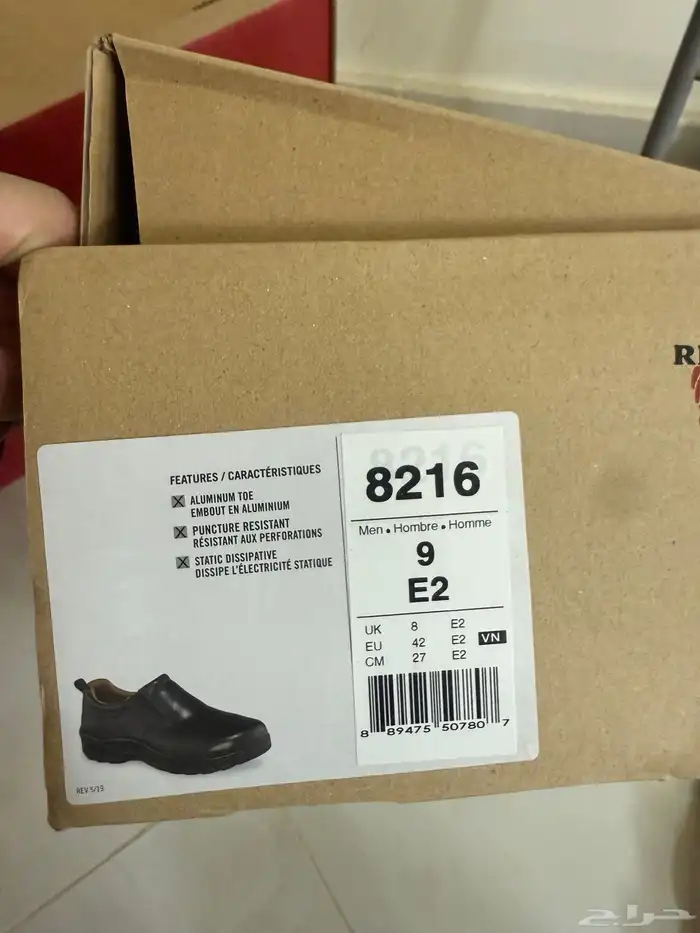 FEATURES / CARACTÉRISTIQUES
ALUMINUM TOE
EMBOUT EN ALUMINIUM
PUNCTURE RESISTANT
RÉSISTANT AUX PERFORATIONS
STATIC DISSIPATIVE
DISSIPE L'ÉLECTRICITÉ STATIQUE
REV 5/19
8216
Men • Hombre • Homme
9
E2
UK 8 E2
EU 42 E2
CM 27 E2
VN
8 89475 50780 7
R
حراج